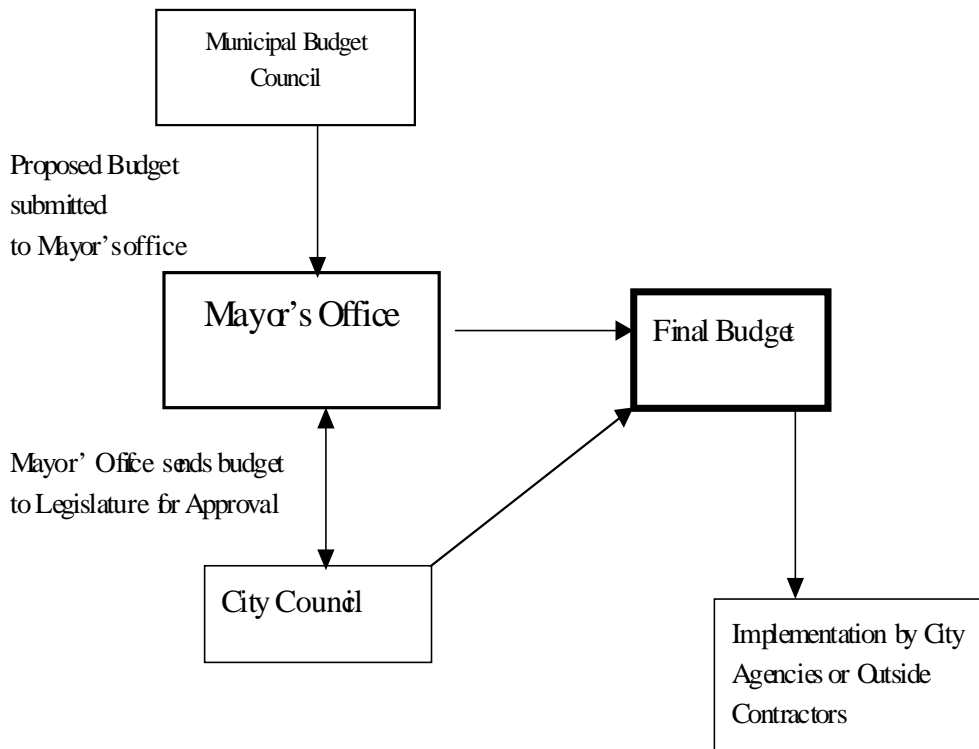 Municipal Budget
Council
Proposed Budget
submitted
to Mayor’s office
Mayor’s Office
Final Budget
Mayor’ Office sends budget
to Legislature for Approval
City Council
Implementation by City
Agencies or Outside
Contractors